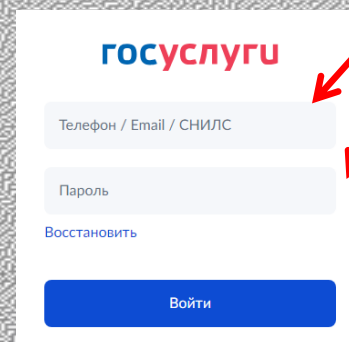 госуслуги
Телефон / Email / СНИЛС
Пароль
Восстановить
Войти